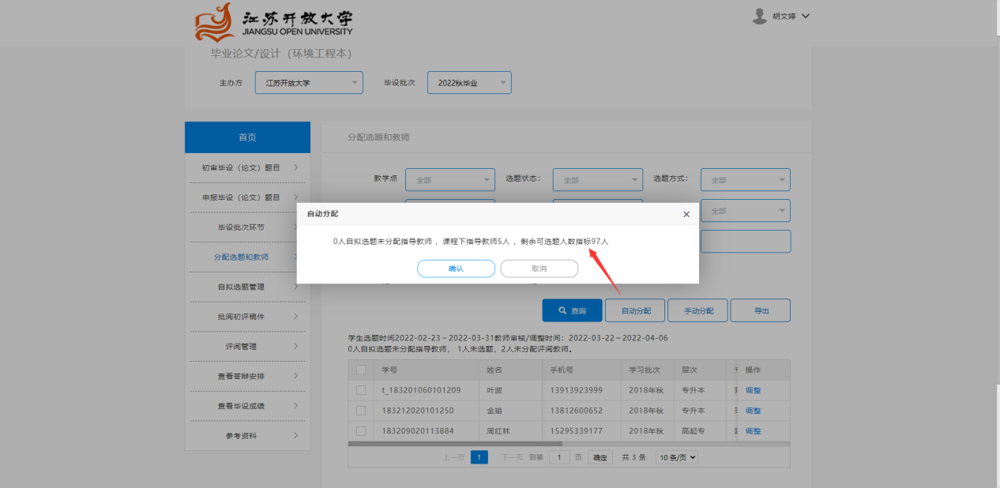 江苏开放大学
JIANGSU OPEN UNIVERSITY
胡文婷
毕业论文/设计（环境工程本）
主办方 江苏开放大学 毕设批次 2022秋毕业
首页
初审毕设（论文）题目
申报毕设（论文）题目
毕设批次环节
分配选题和教师
自拟选题管理
批阅初评稿件
评阅管理
查看答辩安排
查看毕设成绩
参考资料
分配选题和教师
教学点 全部 选题状态： 全部 选题方式： 全部
全部
自动分配
0人自拟选题未分配指导教师 ，课程下指导教师5人 ，剩余可选题人数指标97人
确认 取消
查询 自动分配 手动分配 导出
学生选题时间2022-02-23～2022-03-31教师审核/调整时间：2022-03-22～2022-04-06
0人自拟选题未分配指导教师， 1人未选题，2人未分配评阅教师。
学号 姓名 手机号 学习批次 层次 操作
t_183201060101209 叶波 13913923999 2018年秋 专升本 调整
183212020101250 金瑜 13812600652 2018年秋 专升本 调整
183209020113884 周红林 15295339177 2018年秋 高起专 调整
上一页 1 下一页 到第 1 页 确定 共 3 条 10 条/页